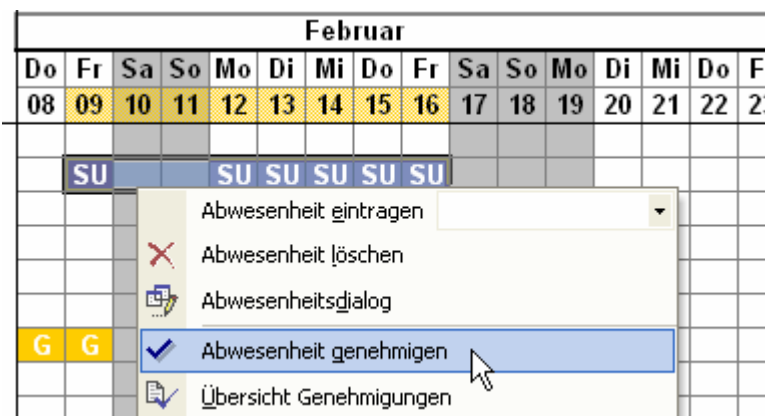 Februar
Do Fr Sa So Mo Di Mi Do Fr Sa So Mo Di Mi Do F
08 09 10 11 12 13 14 15 16 17 18 19 20 21 22
SU SU SU SU SU SU
Abwesenheit eintragen
Abwesenheit löschen
Abwesenheitsdialog
G G Abwesenheit genehmigen
Übersicht Genehmigungen